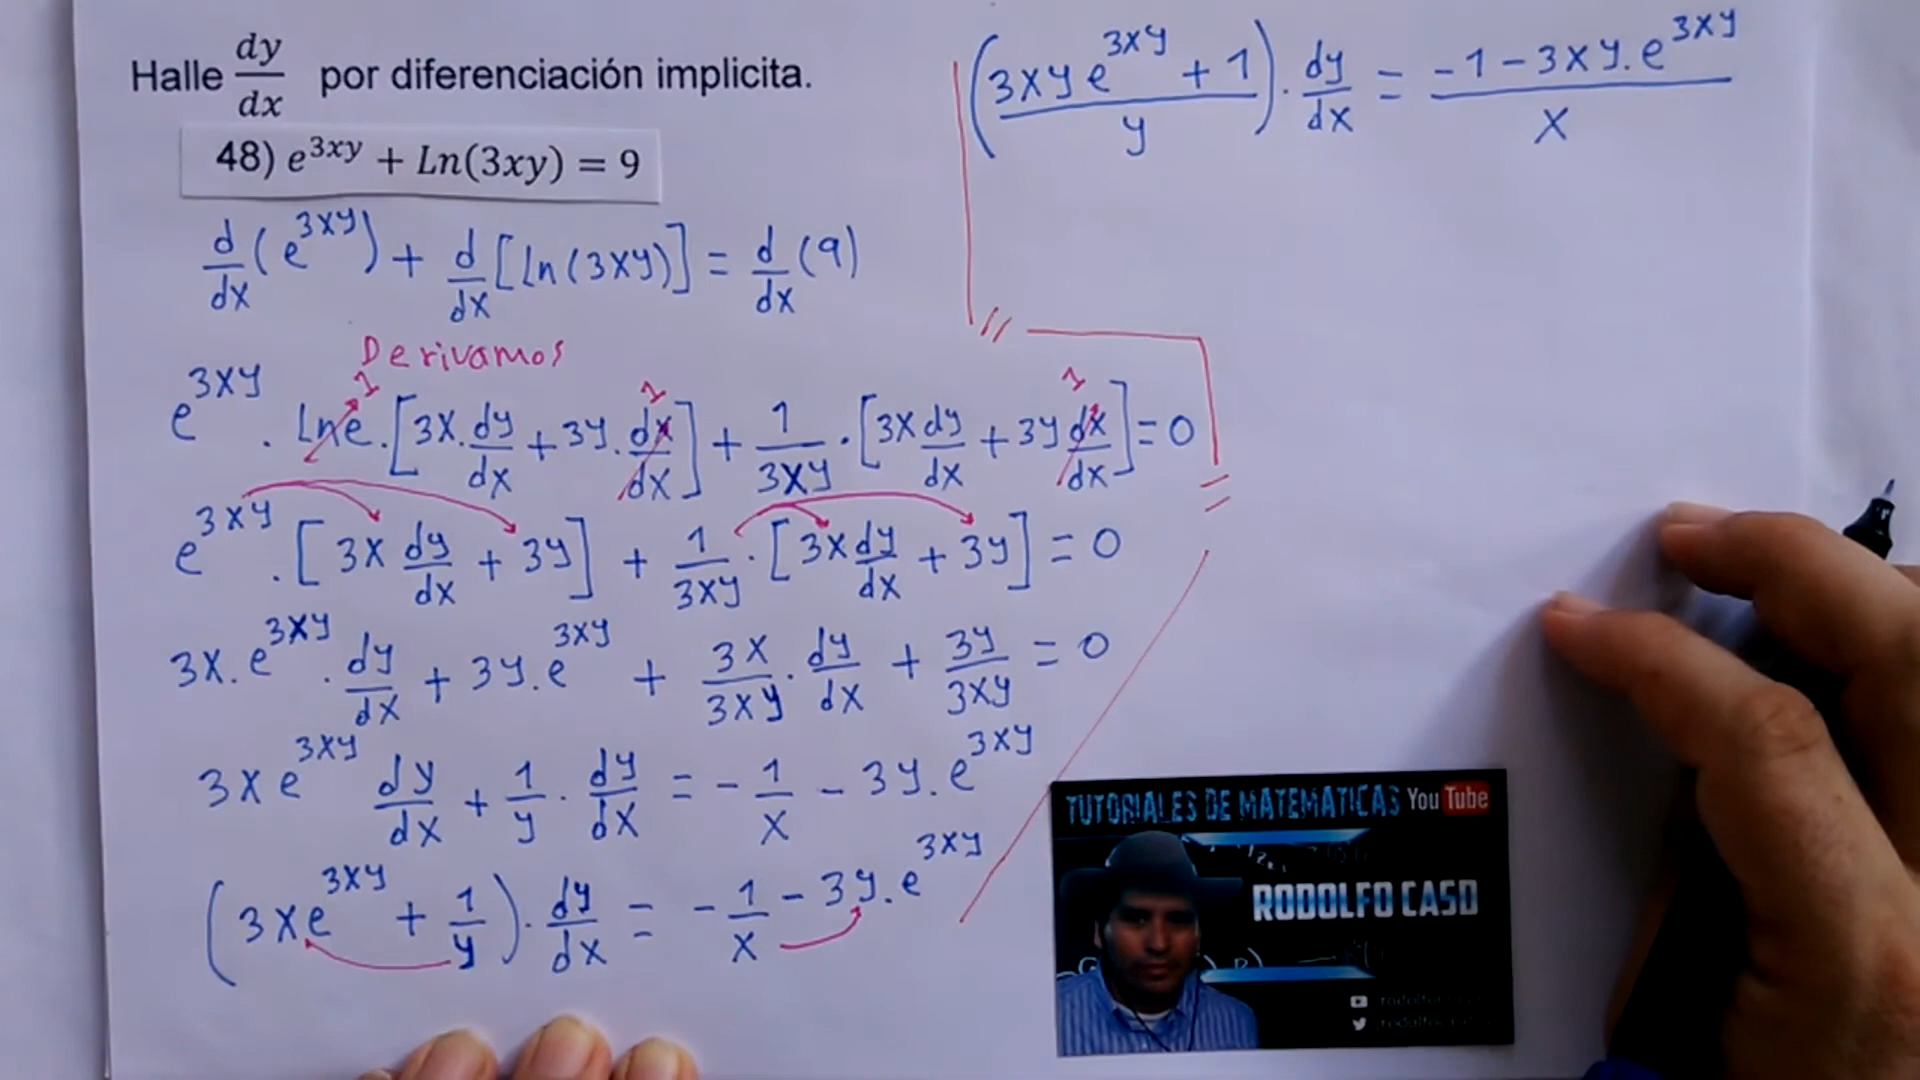 Halle dy/dx por diferenciación implicita.
48) e^{3xy} + Ln(3xy) = 9
d/dx (e^{3xy}) + d/dx [ln(3xy)] = d/dx (9)
Derivamos
e^{3xy} . Lne^1 . [3x . dy/dx + 3y . dx/dx^1] + 1/3xy . [3x dy/dx + 3y dx/dx^1] = 0
e^{3xy} . [3x dy/dx + 3y] + 1/3xy . [3x dy/dx + 3y] = 0
3x . e^{3xy} . dy/dx + 3y . e^{3xy} + 3x/3xy . dy/dx + 3y/3xy = 0
3x e^{3xy} dy/dx + 1/y . dy/dx = - 1/x - 3y . e^{3xy}
(3xe^{3xy} + 1/y) . dy/dx = - 1/x - 3y . e^{3xy}
((3xy e^{3xy} + 1)/y) . dy/dx = (-1 - 3xy . e^{3xy})/x
TUTORIALES DE MATEMATICAS YouTube
RODOLFO CASO